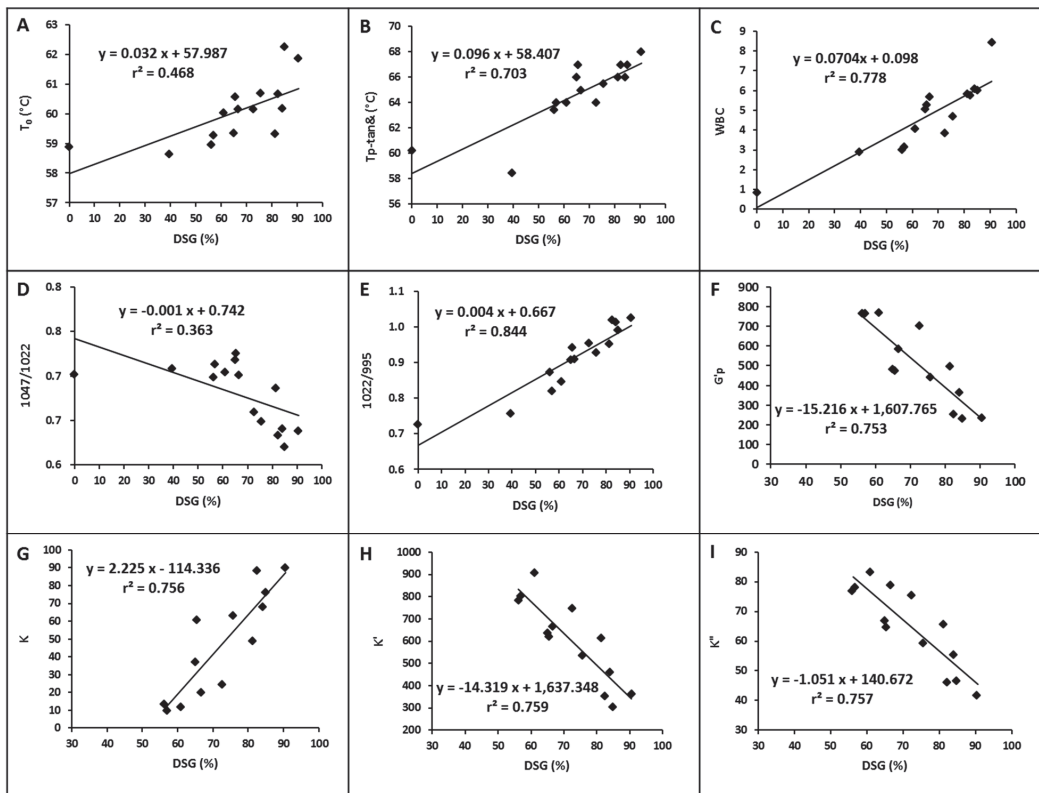 A
y = 0.032 x + 57.987
r² = 0.468
63
62
61
60
59
58
57
T₀ (°C)
0 10 20 30 40 50 60 70 80 90 100
DSG (%)
B
y = 0.096 x + 58.407
r² = 0.703
70
68
66
64
62
60
58
56
Tp-tan& (°C)
0 10 20 30 40 50 60 70 80 90 100
DSG (%)
C
y = 0.0704x + 0.098
r² = 0.778
9
8
7
6
5
4
3
2
1
0
WBC
0 10 20 30 40 50 60 70 80 90 100
DSG (%)
D
y = -0.001 x + 0.742
r² = 0.363
0.8
0.8
0.7
0.7
0.6
1047/1022
0 10 20 30 40 50 60 70 80 90 100
DSG (%)
E
y = 0.004 x + 0.667
r² = 0.844
1.1
1.0
0.9
0.8
0.7
0.6
1022/995
0 10 20 30 40 50 60 70 80 90 100
DSG (%)
F
900
800
700
600
500
400
300
200
100
0
G'p
y = -15.216 x + 1,607.765
r² = 0.753
30 40 50 60 70 80 90 100
DSG (%)
G
y = 2.225 x - 114.336
r² = 0.756
100
90
80
70
60
50
40
30
20
10
0
K
30 40 50 60 70 80 90 100
DSG (%)
H
1000
900
800
700
600
500
400
300
200
K'
y = -14.319 x + 1,637.348
r² = 0.759
30 40 50 60 70 80 90 100
DSG (%)
I
90
80
70
60
50
40
30
K"
y = -1.051 x + 140.672
r² = 0.757
30 40 50 60 70 80 90 100
DSG (%)